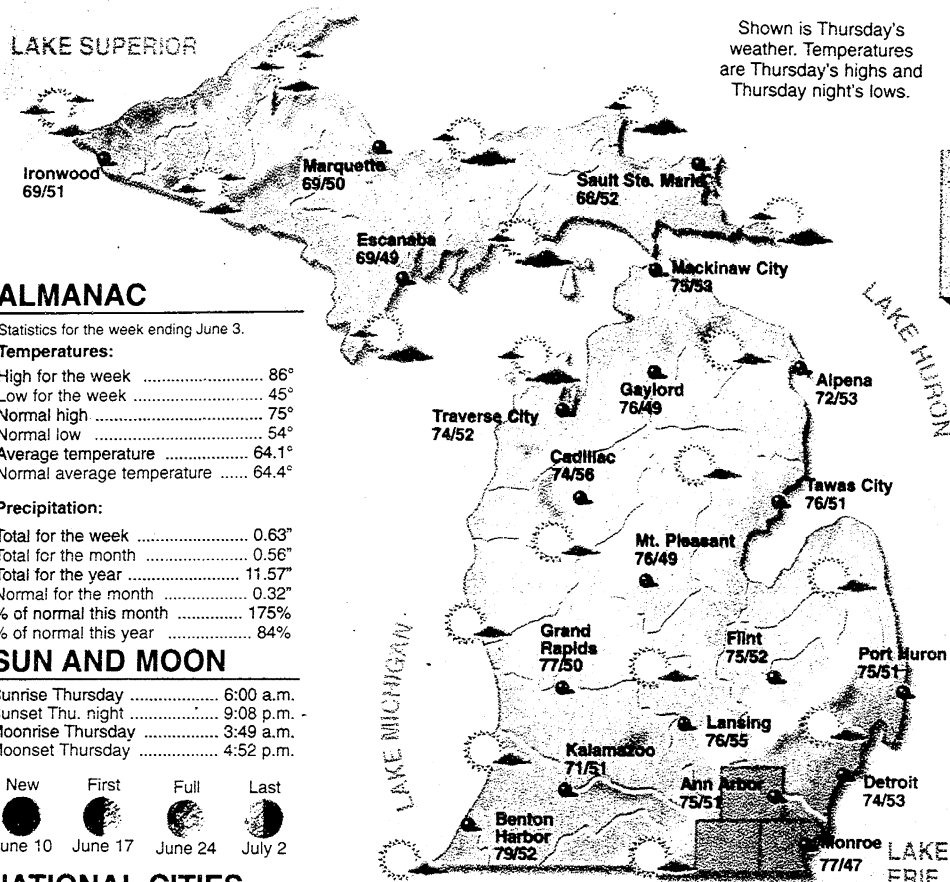 LAKE SUPERIOR
Shown is Thursday's
weather. Temperatures
are Thursday's highs and
Thursday night's lows.
Ironwood
69/51
Marquette
69/50
Sault Ste. Marie
66/52
Escanaba
69/49
Mackinaw City
75/53
LAKE HURON
Gaylord
76/49
Alpena
72/53
Traverse City
74/52
Cadillac
74/56
Tawas City
76/51
Mt. Pleasant
76/49
LAKE MICHIGAN
Grand
Rapids
77/50
Flint
75/52
Port Huron
75/51
Lansing
76/55
Kalamazoo
71/51
Ann Arbor
75/51
Detroit
74/53
Benton
Harbor
79/52
Monroe
77/47
LAKE
ERIE
ALMANAC
Statistics for the week ending June 3.
Temperatures:
High for the week ..................... 86°
Low for the week ...................... 45°
Normal high ............................ 75°
Normal low ............................. 54°
Average temperature .............. 64.1°
Normal average temperature ...... 64.4°
Precipitation:
Total for the week ................. 0.63"
Total for the month ................ 0.56"
Total for the year .................. 11.57"
Normal for the month ............. 0.32"
% of normal this month ........... 175%
% of normal this year .............. 84%
SUN AND MOON
Sunrise Thursday .................. 6:00 a.m.
Sunset Thu. night .................. 9:08 p.m.
Moonrise Thursday ................ 3:49 a.m.
Moonset Thursday ................. 4:52 p.m.
New First Full Last
June 10 June 17 June 24 July 2
NATIONAL CITIES